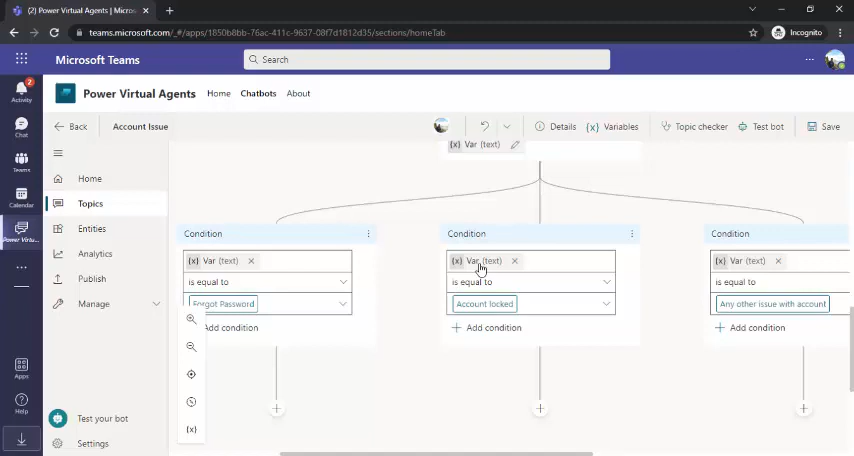 (2) Power Virtual Agents | Micros
teams.microsoft.com/_#/apps/1850b8bb-76ac-411c-9637-08f7d1812d35/sections/homeTab
Incognito
Microsoft Teams
Search
2
Activity
Chat
Teams
Calendar
Power Virtu...
Apps
Help
Power Virtual Agents
Home
Chatbots
About
Back
Account Issue
Details
{x} Variables
Topic checker
Test bot
Save
Home
Topics
Entities
Analytics
Publish
Manage
Test your bot
Settings
{x} Var (text)
Condition
{x} Var (text)
is equal to
Forgot Password
Add condition
Condition
{x} Var (text)
is equal to
Account locked
Add condition
Condition
{x} Var (text)
is equal to
Any other issue with account
Add condition
{x}